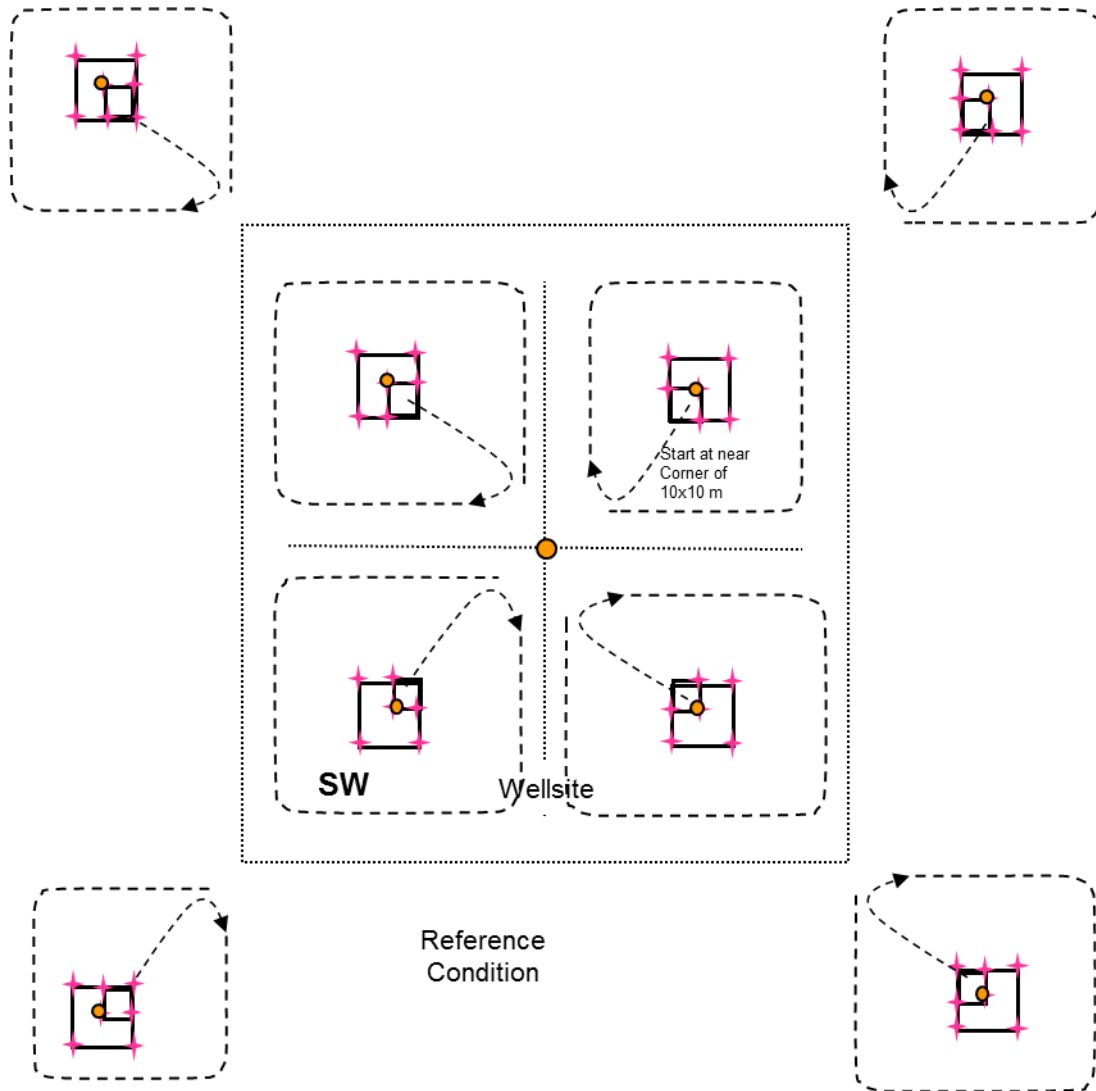 Start at near
Corner of
10x10 m
SW
Wellsite
Reference
Condition